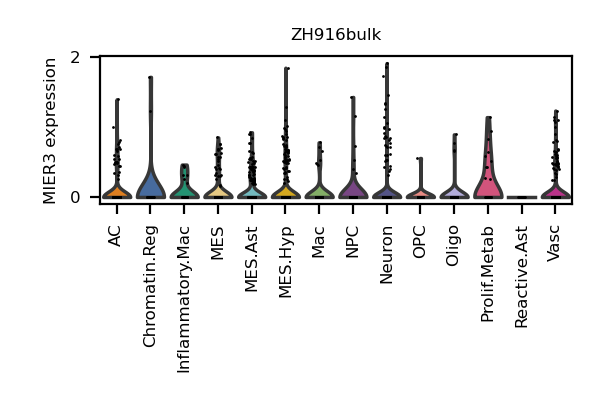 ZH916bulk
MIER3 expression
2
0
AC
Chromatin.Reg
Inflammatory.Mac
MES
MES.Ast
MES.Hyp
Mac
NPC
Neuron
OPC
Oligo
Prolif.Metab
Reactive.Ast
Vasc